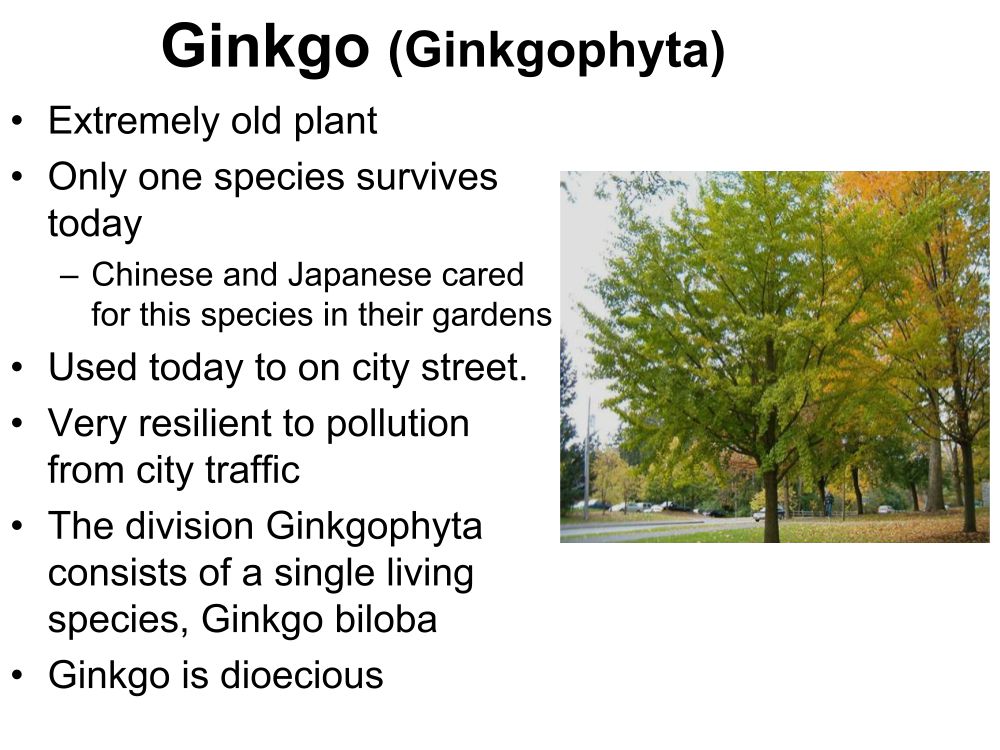 Ginkgo (Ginkgophyta)
• Extremely old plant
• Only one species survives
today
– Chinese and Japanese cared
for this species in their gardens
• Used today to on city street.
• Very resilient to pollution
from city traffic
• The division Ginkgophyta
consists of a single living
species, Ginkgo biloba
• Ginkgo is dioecious